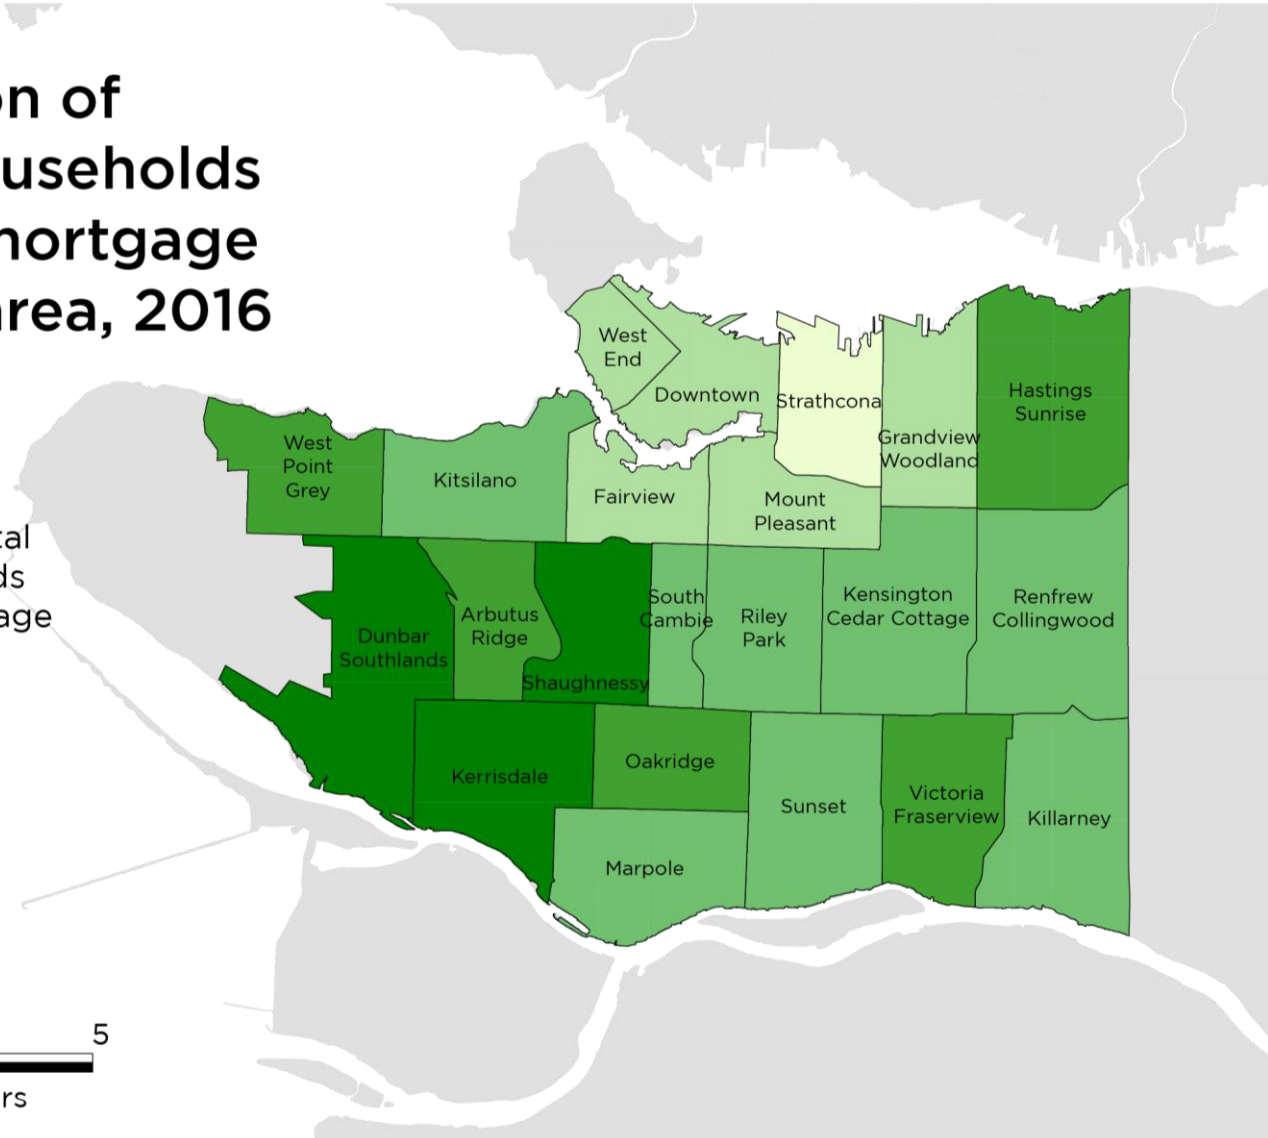 on of
useholds
mortgage
area, 2016
tal
ds
age
West
End
Downtown
Strathcona
Hastings
Sunrise
Grandview
Woodland
West
Point
Grey
Kitsilano
Fairview
Mount
Pleasant
South
Cambie
Riley
Park
Kensington
Cedar Cottage
Renfrew
Collingwood
Arbutus
Ridge
Dunbar
Southlands
Shaughnessy
Kerrisdale
Oakridge
Sunset
Victoria
Fraserview
Killarney
Marpole
5
rs